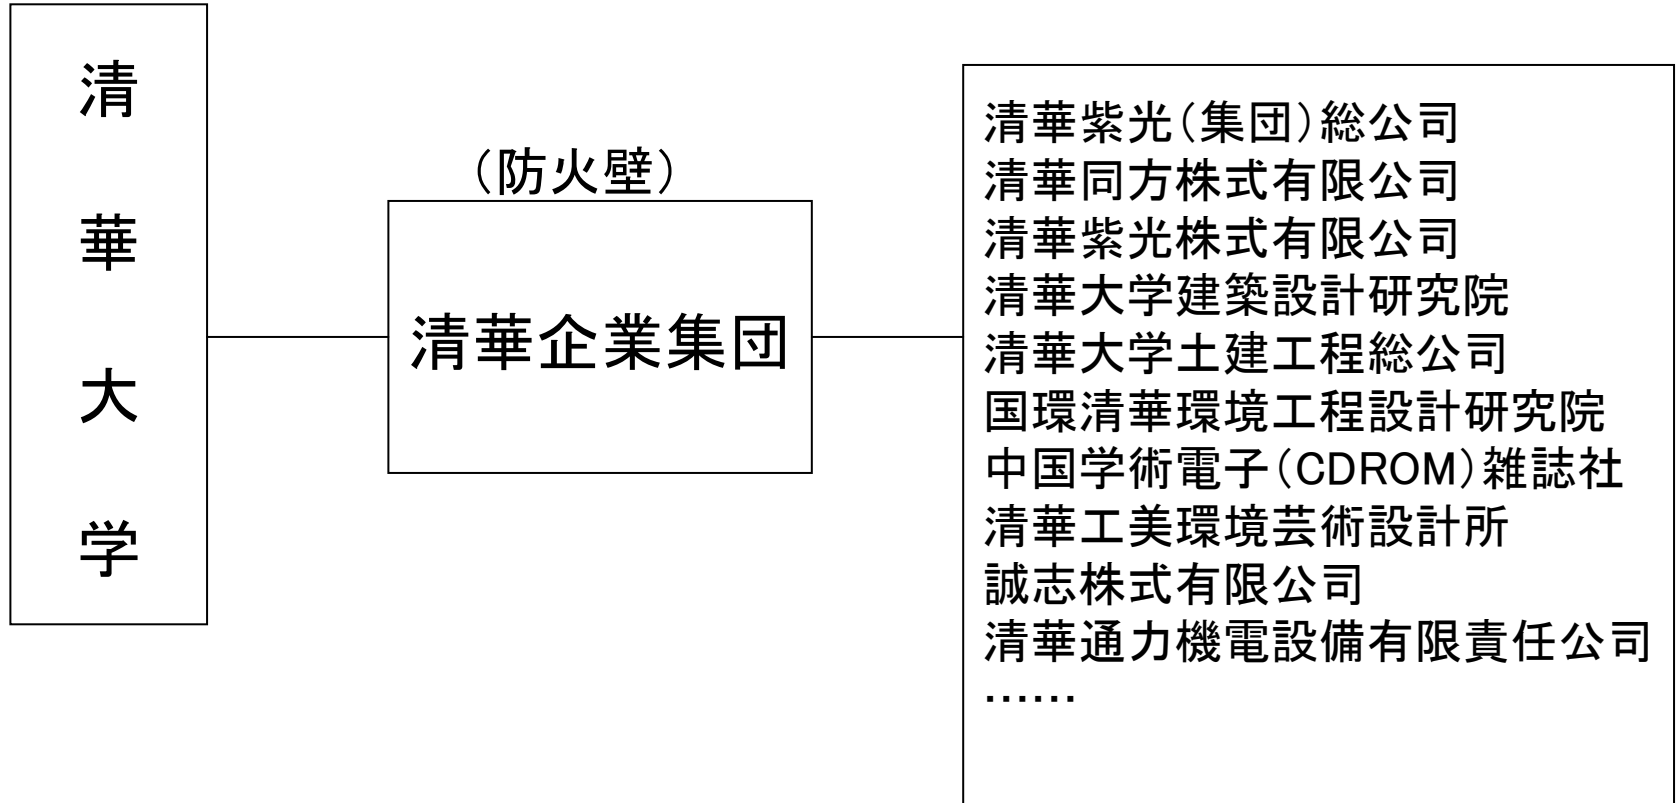 清華大学
（防火壁）
清華企業集団
清華紫光（集団）総公司
清華同方株式有限公司
清華紫光株式有限公司
清華大学建築設計研究院
清華大学土建工程総公司
国環清華環境工程設計研究院
中国学術電子（CDROM）雑誌社
清華工美環境芸術設計所
誠志株式有限公司
清華通力機電設備有限責任公司
……